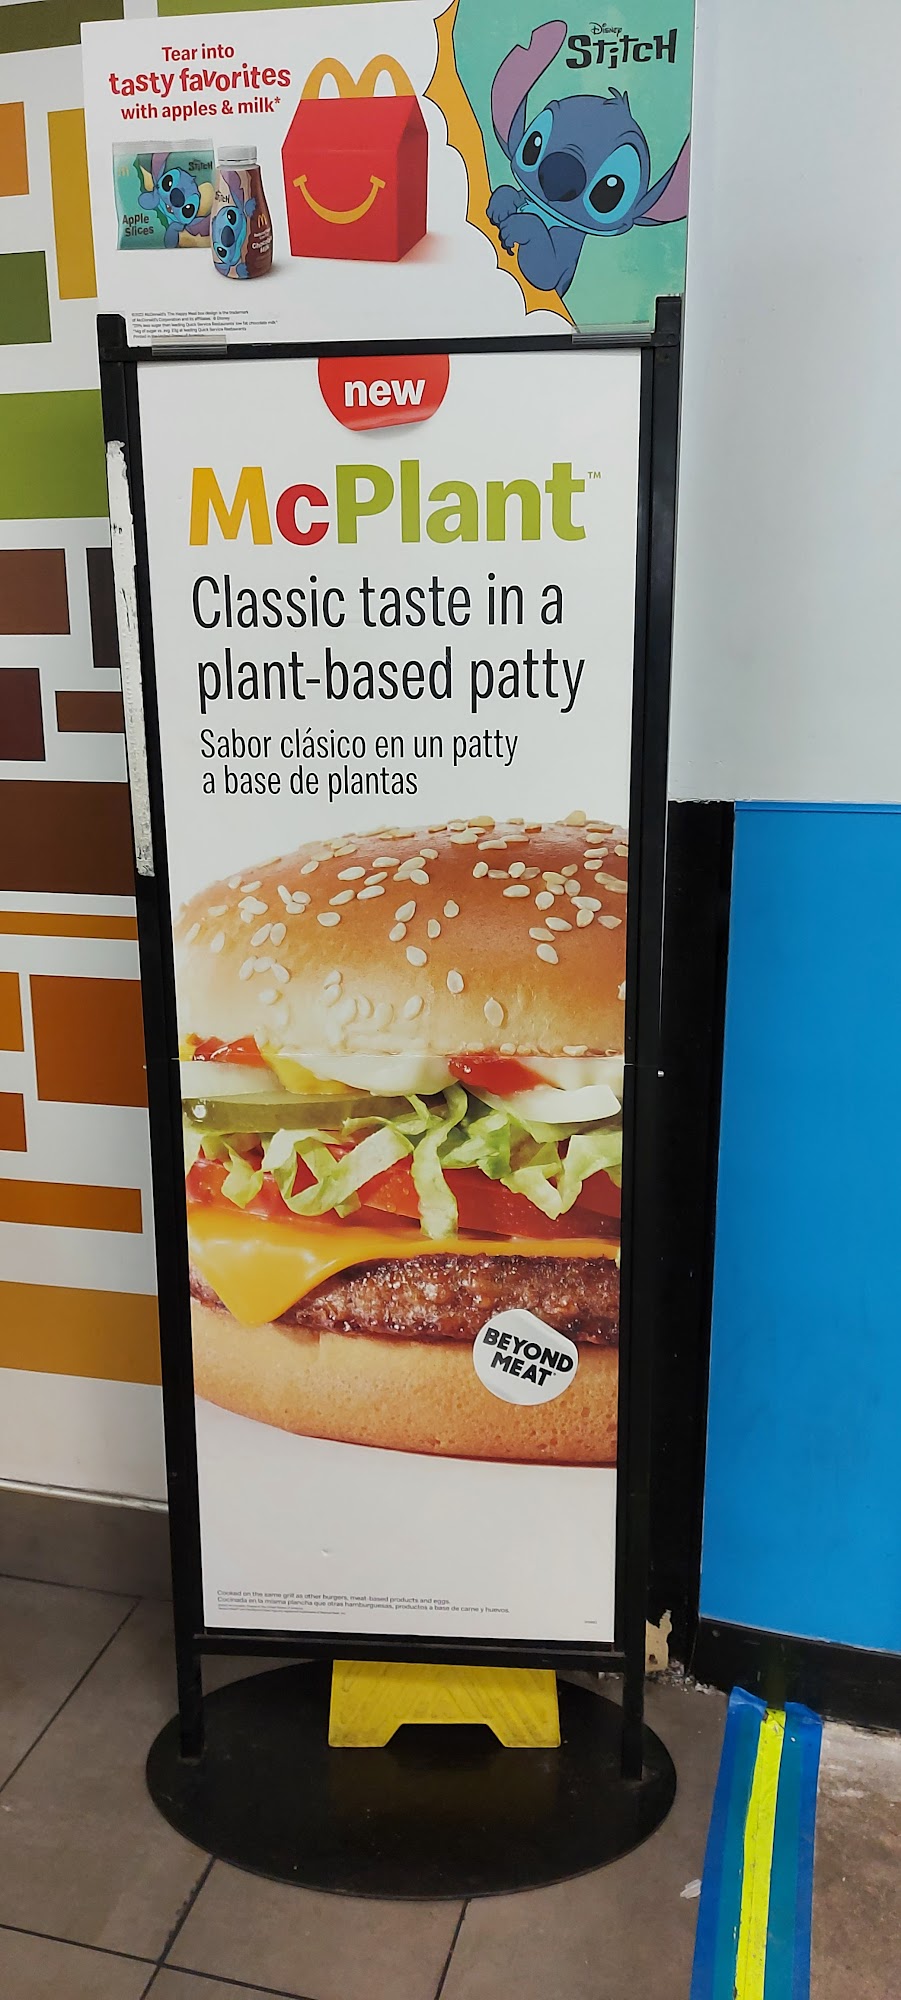 Tear into
tasty favorites
with apples & milk*
Disney
STITCH
Stitch
Apple
Slices
new
McPlant™
Classic taste in a
plant-based patty
Sabor clásico en un patty
a base de plantas
BEYOND
MEAT
Cooked on the same grill as other burgers, meat-based products and eggs.
Cocinada en la misma plancha que otras hamburguesas, productos a base de carne y huevos.